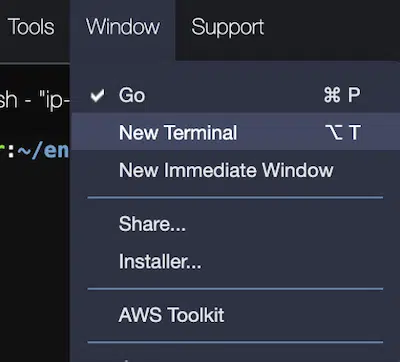 Tools Window Support
sh - "ip-
Go ⌘ P
New Terminal ⌥ T
r:~/en
New Immediate Window
Share...
Installer...
AWS Toolkit